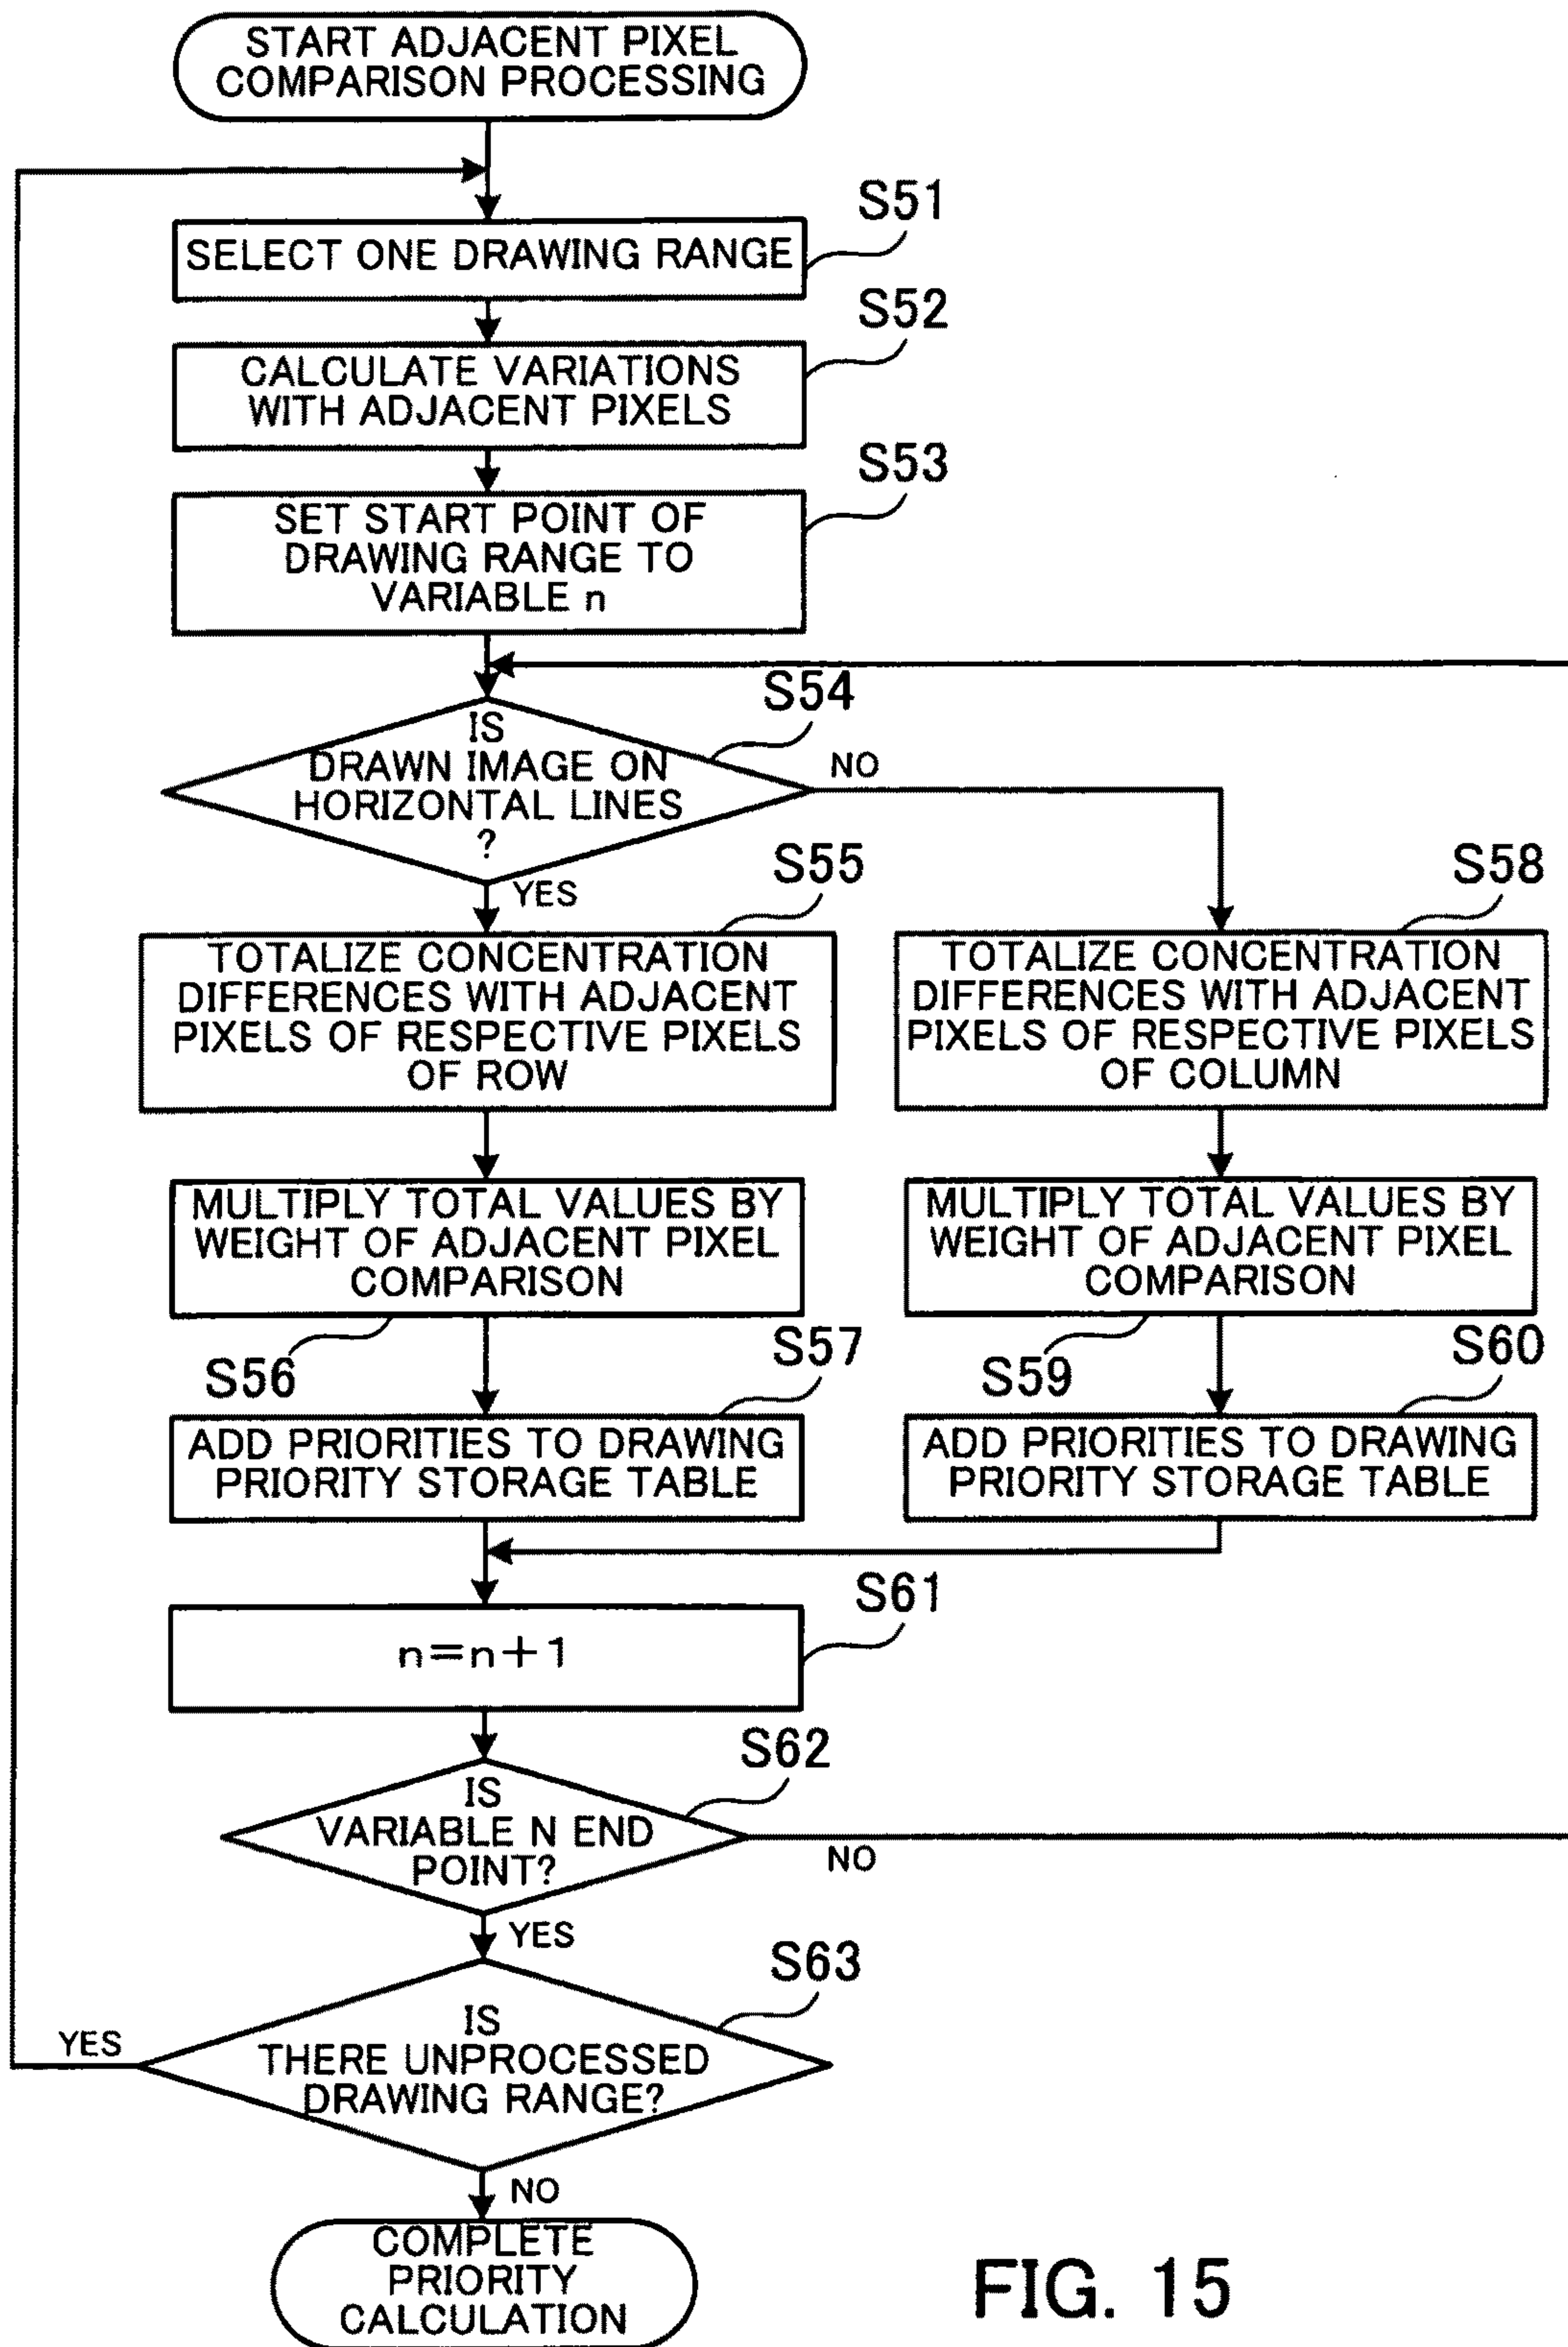 START ADJACENT PIXEL
COMPARISON PROCESSING
S51
SELECT ONE DRAWING RANGE
S52
CALCULATE VARIATIONS
WITH ADJACENT PIXELS
S53
SET START POINT OF
DRAWING RANGE TO
VARIABLE n
S54
IS
DRAWN IMAGE ON
HORIZONTAL LINES
?
NO
YES
S55
TOTALIZE CONCENTRATION
DIFFERENCES WITH ADJACENT
PIXELS OF RESPECTIVE PIXELS
OF ROW
S58
TOTALIZE CONCENTRATION
DIFFERENCES WITH ADJACENT
PIXELS OF RESPECTIVE PIXELS
OF COLUMN
MULTIPLY TOTAL VALUES BY
WEIGHT OF ADJACENT PIXEL
COMPARISON
S56
MULTIPLY TOTAL VALUES BY
WEIGHT OF ADJACENT PIXEL
COMPARISON
S59
S57
ADD PRIORITIES TO DRAWING
PRIORITY STORAGE TABLE
S60
ADD PRIORITIES TO DRAWING
PRIORITY STORAGE TABLE
S61
n=n+1
S62
IS
VARIABLE N END
POINT?
NO
YES
S63
IS
THERE UNPROCESSED
DRAWING RANGE?
YES
NO
COMPLETE
PRIORITY
CALCULATION
FIG. 15